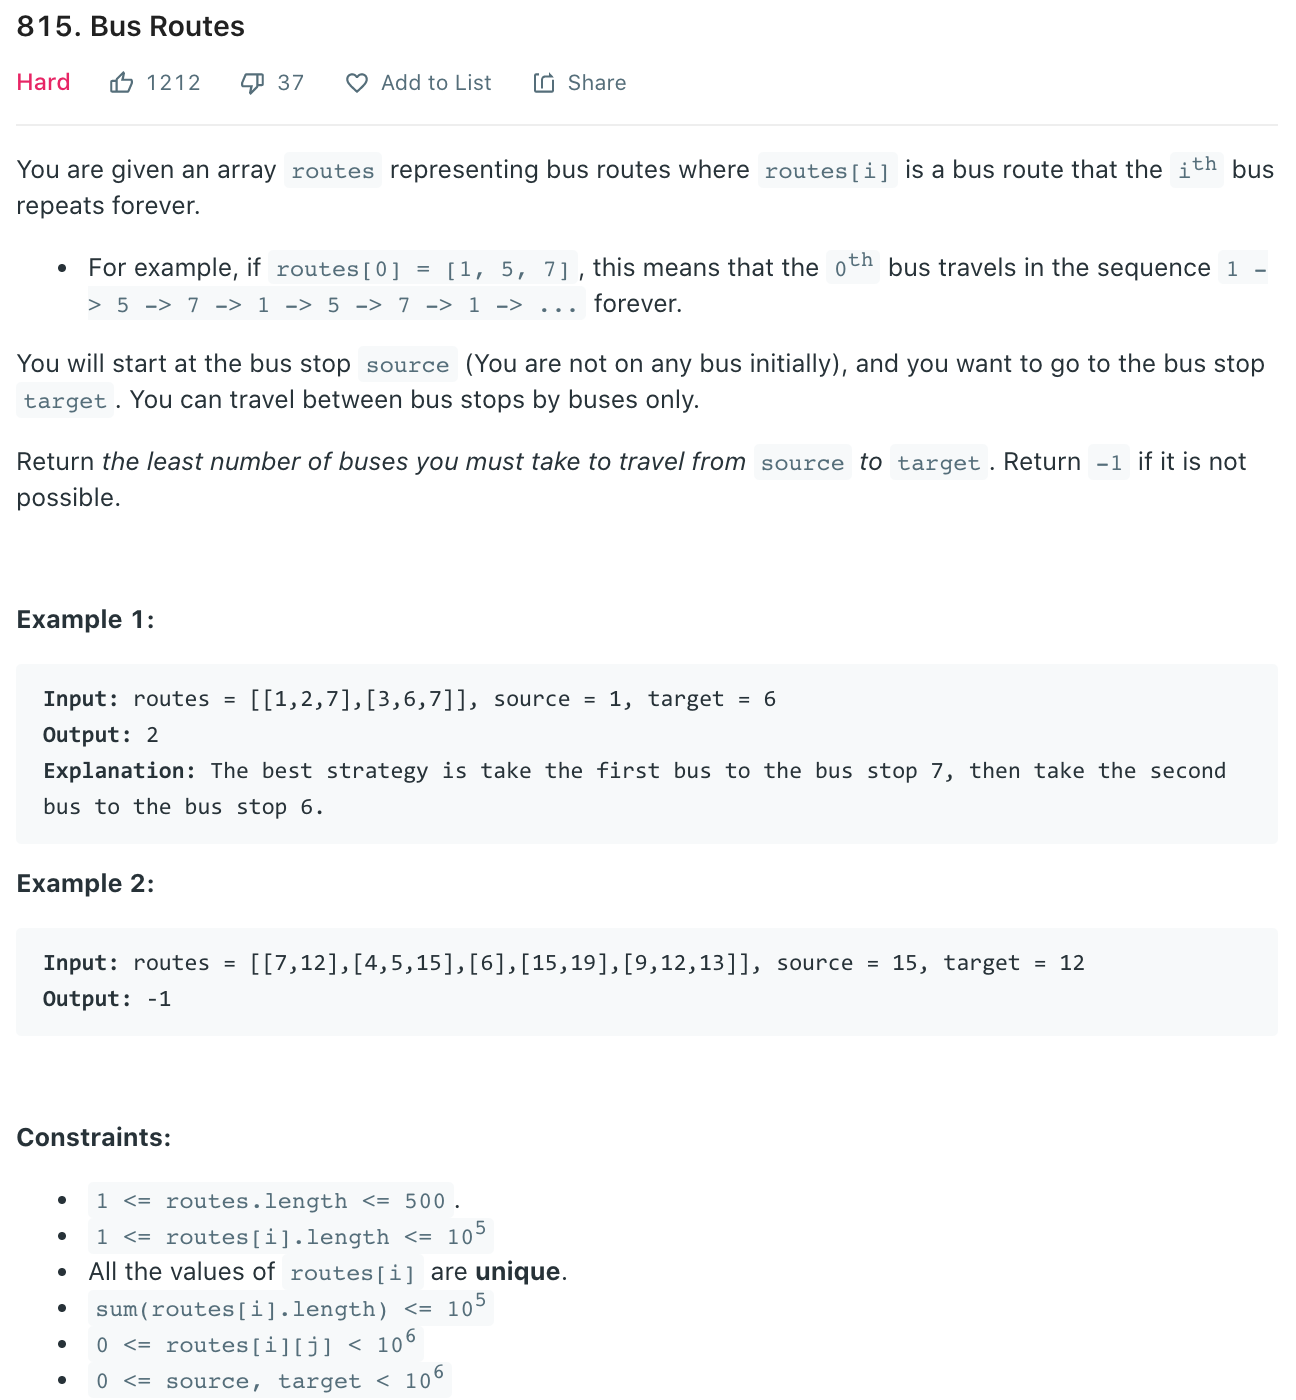 815. Bus Routes
Hard 1212 37 Add to List Share
You are given an array routes representing bus routes where routes[i] is a bus route that the ith bus
repeats forever.
• For example, if routes[0] = [1, 5, 7], this means that the 0th bus travels in the sequence 1 -
> 5 -> 7 -> 1 -> 5 -> 7 -> 1 -> ... forever.
You will start at the bus stop source (You are not on any bus initially), and you want to go to the bus stop
target. You can travel between bus stops by buses only.
Return the least number of buses you must take to travel from source to target. Return -1 if it is not
possible.
Example 1:
Input: routes = [[1,2,7],[3,6,7]], source = 1, target = 6
Output: 2
Explanation: The best strategy is take the first bus to the bus stop 7, then take the second
bus to the bus stop 6.
Example 2:
Input: routes = [[7,12],[4,5,15],[6],[15,19],[9,12,13]], source = 15, target = 12
Output: -1
Constraints:
• 1 <= routes.length <= 500.
• 1 <= routes[i].length <= 10^5
• All the values of routes[i] are unique.
• sum(routes[i].length) <= 10^5
• 0 <= routes[i][j] < 10^6
• 0 <= source, target < 10^6